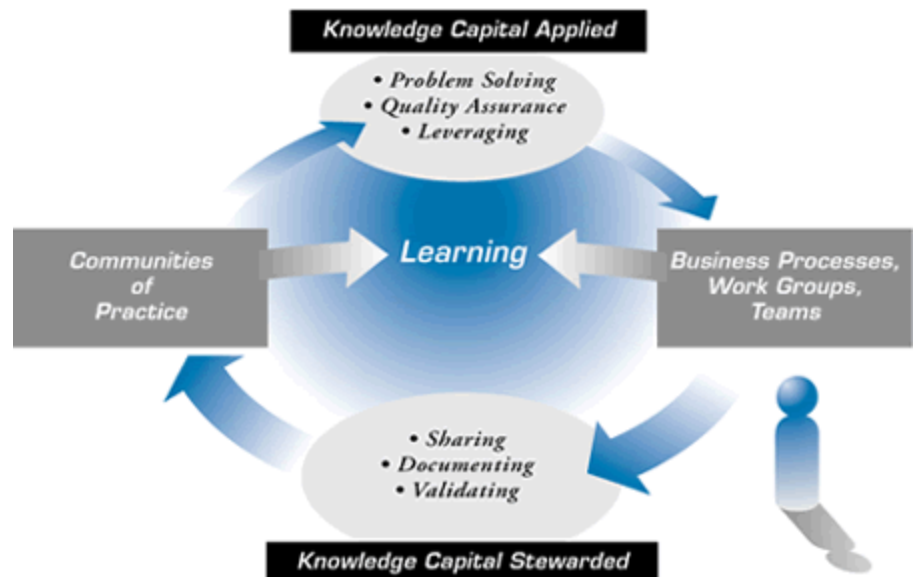 Knowledge Capital Applied
• Problem Solving
• Quality Assurance
• Leveraging
Learning
Communities
of
Practice
Business Processes,
Work Groups,
Teams
• Sharing
• Documenting
• Validating
Knowledge Capital Stewarded